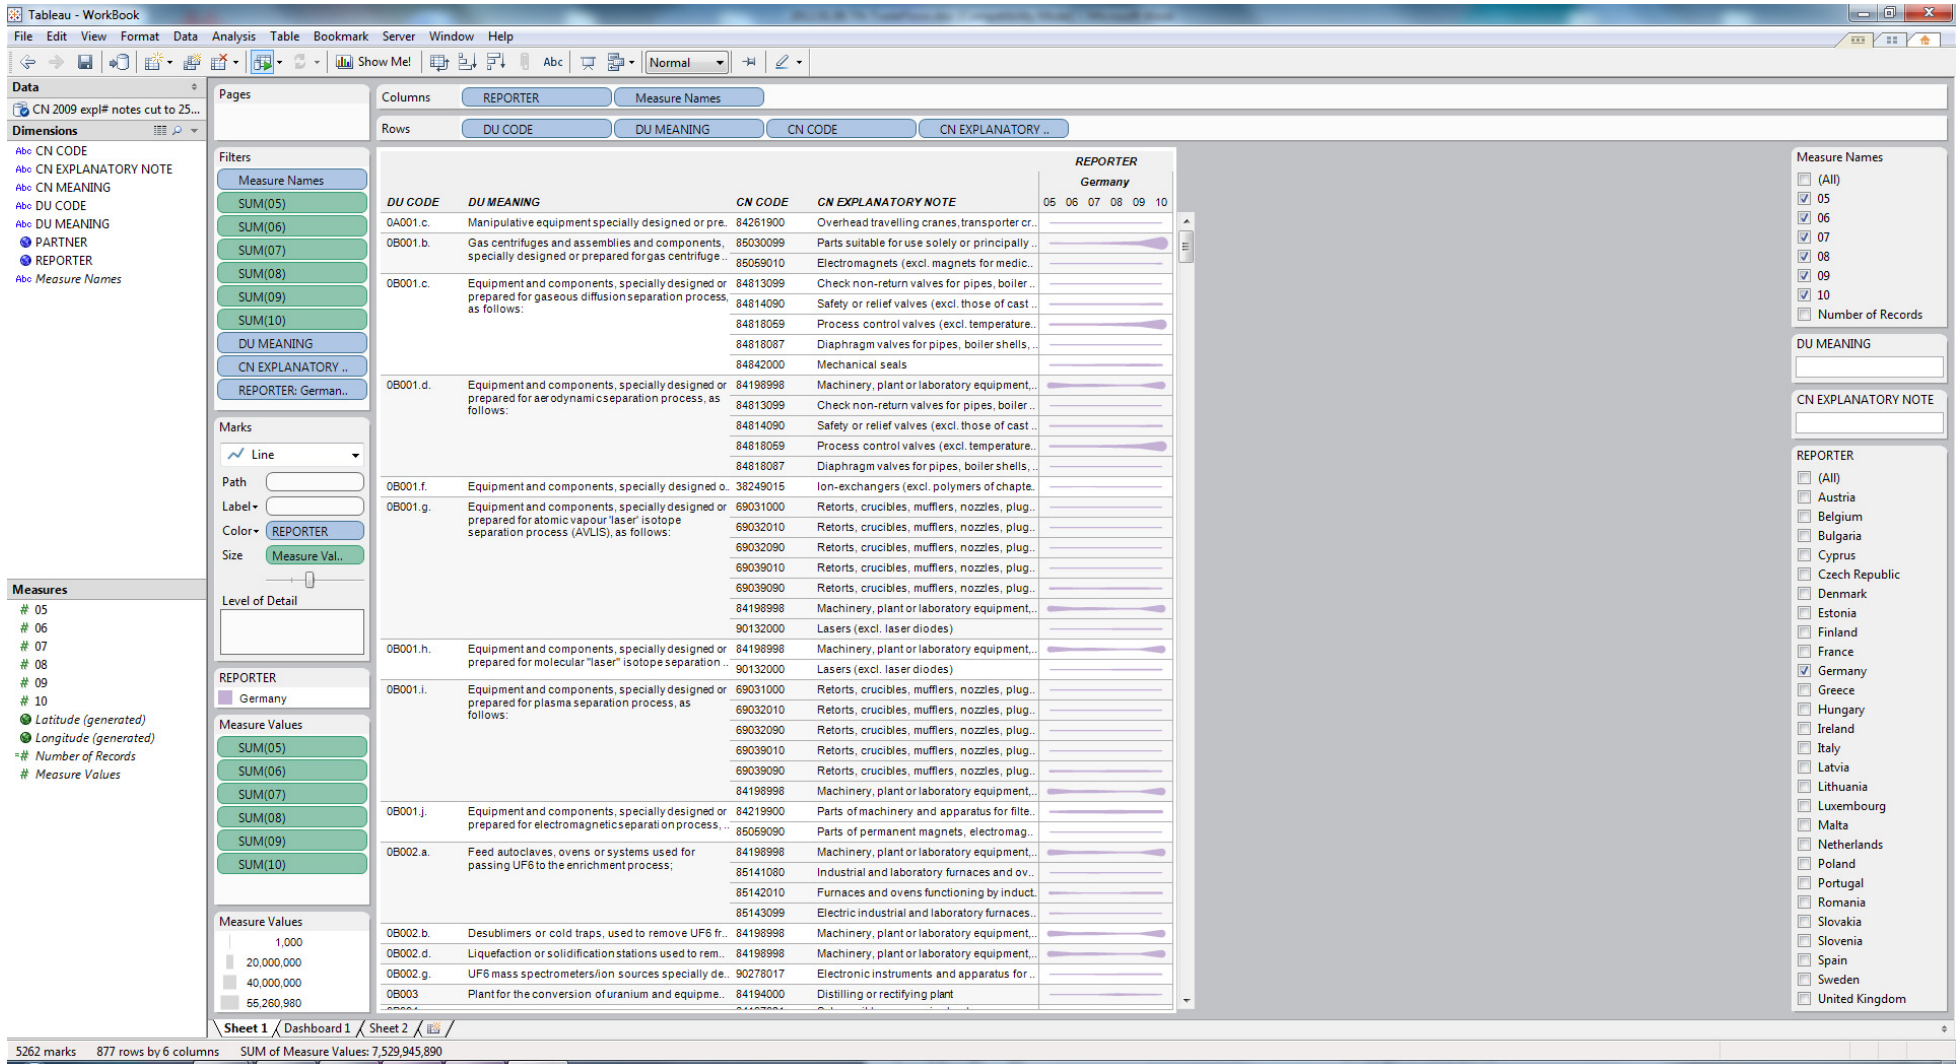 Tableau - WorkBook
File Edit View Format Data Analysis Table Bookmark Server Window Help
Show Me! Abc Normal
Data
CN 2009 expl# notes cut to 25...
Dimensions
Abc CN CODE
Abc CN EXPLANATORY NOTE
Abc CN MEANING
Abc DU CODE
Abc DU MEANING
PARTNER
REPORTER
Abc Measure Names
Measures
# 05
# 06
# 07
# 08
# 09
# 10
Latitude (generated)
Longitude (generated)
=# Number of Records
# Measure Values
Pages
Filters
Measure Names
SUM(05)
SUM(06)
SUM(07)
SUM(08)
SUM(09)
SUM(10)
DU MEANING
CN EXPLANATORY ..
REPORTER: German..
Marks
Line
Path
Label
Color REPORTER
Size Measure Val..
Level of Detail
REPORTER
Germany
Measure Values
SUM(05)
SUM(06)
SUM(07)
SUM(08)
SUM(09)
SUM(10)
Measure Values
1,000
20,000,000
40,000,000
55,260,980
Columns REPORTER Measure Names
Rows DU CODE DU MEANING CN CODE CN EXPLANATORY ..
REPORTER
Germany
DU CODE DU MEANING CN CODE CN EXPLANATORY NOTE 05 06 07 08 09 10
0A001.c. Manipulative equipment specially designed or pre.. 84261900 Overhead travelling cranes, transporter cr..
0B001.b. Gas centrifuges and assemblies and components, 85030099 Parts suitable for use solely or principally ..
specially designed or prepared for gas centrifuge .. 85059010 Electromagnets (excl. magnets for medic..
0B001.c. Equipment and components, specially designed or 84813099 Check non-return valves for pipes, boiler ..
prepared for gaseous diffusion separation process, 84814090 Safety or relief valves (excl. those of cast ..
as follows:
84818059 Process control valves (excl. temperature..
84818087 Diaphragm valves for pipes, boiler shells, ..
84842000 Mechanical seals
0B001.d. Equipment and components, specially designed or 84198998 Machinery, plant or laboratory equipment,..
prepared for aerodynamic separation process, as 84813099 Check non-return valves for pipes, boiler ..
follows:
84814090 Safety or relief valves (excl. those of cast ..
84818059 Process control valves (excl. temperature..
84818087 Diaphragm valves for pipes, boiler shells, ..
0B001.f. Equipment and components, specially designed o.. 38249015 Ion-exchangers (excl. polymers of chapte..
0B001.g. Equipment and components, specially designed or 69031000 Retorts, crucibles, mufflers, nozzles, plug..
prepared for atomic vapour 'laser' isotope 69032010 Retorts, crucibles, mufflers, nozzles, plug..
separation process (AVLIS), as follows:
69032090 Retorts, crucibles, mufflers, nozzles, plug..
69039010 Retorts, crucibles, mufflers, nozzles, plug..
69039090 Retorts, crucibles, mufflers, nozzles, plug..
84198998 Machinery, plant or laboratory equipment,..
90132000 Lasers (excl. laser diodes)
0B001.h. Equipment and components, specially designed or 84198998 Machinery, plant or laboratory equipment,..
prepared for molecular "laser" isotope separation .. 90132000 Lasers (excl. laser diodes)
0B001.i. Equipment and components, specially designed or 69031000 Retorts, crucibles, mufflers, nozzles, plug..
prepared for plasma separation process, as 69032010 Retorts, crucibles, mufflers, nozzles, plug..
follows:
69032090 Retorts, crucibles, mufflers, nozzles, plug..
69039010 Retorts, crucibles, mufflers, nozzles, plug..
69039090 Retorts, crucibles, mufflers, nozzles, plug..
84198998 Machinery, plant or laboratory equipment,..
0B001.j. Equipment and components, specially designed or 84219900 Parts of machinery and apparatus for filte..
prepared for electromagnetic separation process, .. 85059090 Parts of permanent magnets, electromag..
0B002.a. Feed autoclaves, ovens or systems used for 84198998 Machinery, plant or laboratory equipment,..
passing UF6 to the enrichment process; 85141080 Industrial and laboratory furnaces and ov..
85142010 Furnaces and ovens functioning by induct..
85143099 Electric industrial and laboratory furnaces..
0B002.b. Desublimers or cold traps, used to remove UF6 fr.. 84198998 Machinery, plant or laboratory equipment,..
0B002.d. Liquefaction or solidification stations used to rem.. 84198998 Machinery, plant or laboratory equipment,..
0B002.g. UF6 mass spectrometers/ion sources specially de.. 90278017 Electronic instruments and apparatus for ..
0B003 Plant for the conversion of uranium and equipme.. 84194000 Distilling or rectifying plant
Measure Names
(All)
05
06
07
08
09
10
Number of Records
DU MEANING
CN EXPLANATORY NOTE
REPORTER
(All)
Austria
Belgium
Bulgaria
Cyprus
Czech Republic
Denmark
Estonia
Finland
France
Germany
Greece
Hungary
Ireland
Italy
Latvia
Lithuania
Luxembourg
Malta
Netherlands
Poland
Portugal
Romania
Slovakia
Slovenia
Spain
Sweden
United Kingdom
Sheet 1 Dashboard 1 Sheet 2
5262 marks 877 rows by 6 columns SUM of Measure Values: 7,529,945,890